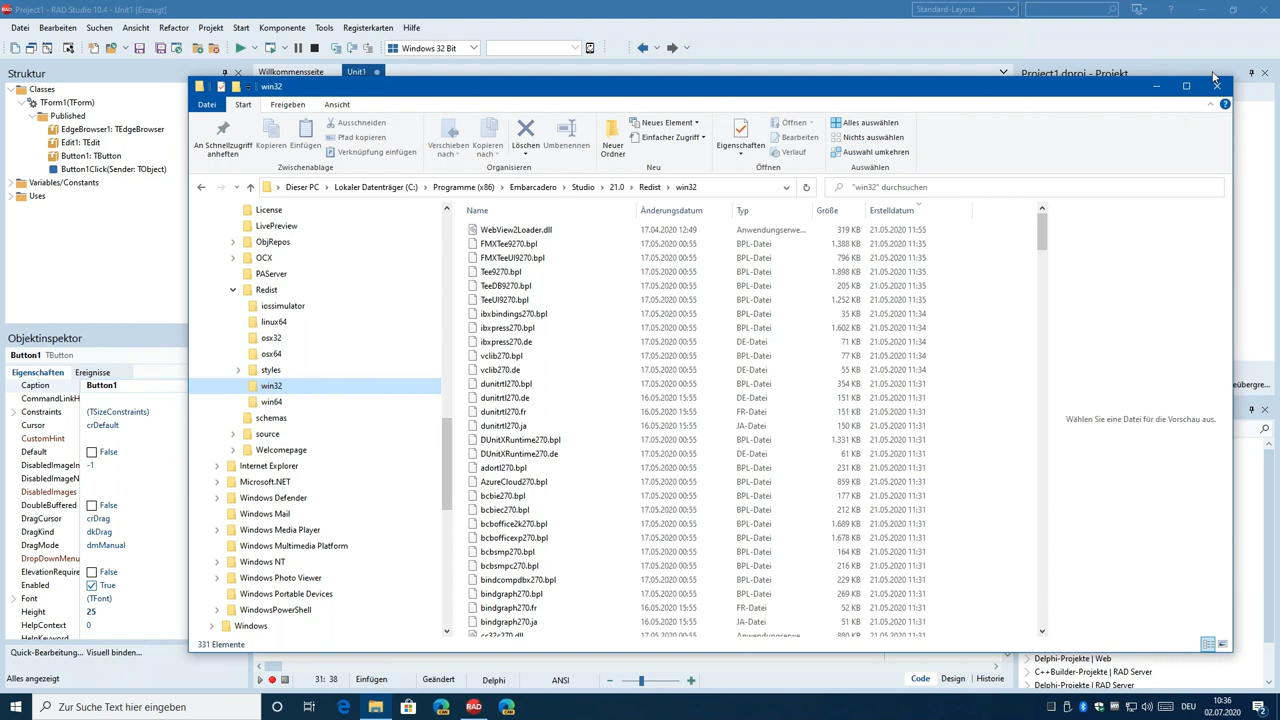 Project1 - RAD Studio 10.4 - Unit1 [Erzeugt]
Standard-Layout
Datei Bearbeiten Suchen Ansicht Refactor Projekt Start Komponente Tools Registerkarten Hilfe
Windows 32 Bit
Struktur
Willkommensseite
Unit1
Project1.dproj - Projekt
Classes
TForm1(TForm)
Published
EdgeBrowser1: TEdgeBrowser
Edit1: TEdit
Button1: TButton
Button1Click(Sender: TObject)
Variables/Constants
Uses
win32
Datei Start Freigeben Ansicht
An Schnellzugriff anheften
Kopieren
Einfügen
Ausschneiden
Pfad kopieren
Verknüpfung einfügen
Zwischenablage
Verschieben nach
Kopieren nach
Löschen
Umbenennen
Organisieren
Neuer Ordner
Neues Element
Einfacher Zugriff
Neu
Eigenschaften
Öffnen
Bearbeiten
Verlauf
Öffnen
Alles auswählen
Nichts auswählen
Auswahl umkehren
Auswählen
Dieser PC Lokaler Datenträger (C:) Programme (x86) Embarcadero Studio 21.0 Redist win32
"win32" durchsuchen
License
LivePreview
ObjRepos
OCX
PAServer
Redist
iossimulator
linux64
osx32
osx64
styles
win32
win64
schemas
source
Welcomepage
Internet Explorer
Microsoft.NET
Windows Defender
Windows Mail
Windows Media Player
Windows Multimedia Platform
Windows NT
Windows Photo Viewer
Windows Portable Devices
WindowsPowerShell
Windows
Name Änderungsdatum Typ Größe Erstelldatum
WebView2Loader.dll 17.04.2020 12:49 Anwendungserwe... 319 KB 21.05.2020 11:55
FMXTee9270.bpl 17.05.2020 00:55 BPL-Datei 1.388 KB 21.05.2020 11:35
FMXTeeUI9270.bpl 17.05.2020 00:55 BPL-Datei 796 KB 21.05.2020 11:35
Tee9270.bpl 17.05.2020 00:55 BPL-Datei 1.898 KB 21.05.2020 11:35
TeeDB9270.bpl 17.05.2020 00:55 BPL-Datei 205 KB 21.05.2020 11:35
TeeUI9270.bpl 17.05.2020 00:55 BPL-Datei 1.252 KB 21.05.2020 11:35
ibxbindings270.bpl 17.05.2020 00:55 BPL-Datei 35 KB 21.05.2020 11:34
ibxpress270.bpl 17.05.2020 00:55 BPL-Datei 1.602 KB 21.05.2020 11:34
ibxpress270.de 17.05.2020 00:55 DE-Datei 71 KB 21.05.2020 11:34
vclib270.bpl 17.05.2020 00:55 BPL-Datei 77 KB 21.05.2020 11:34
vclib270.de 17.05.2020 00:55 DE-Datei 55 KB 21.05.2020 11:34
dunitrtl270.bpl 17.05.2020 00:55 BPL-Datei 354 KB 21.05.2020 11:31
dunitrtl270.de 16.05.2020 15:55 DE-Datei 151 KB 21.05.2020 11:31
dunitrtl270.fr 16.05.2020 15:55 FR-Datei 151 KB 21.05.2020 11:31
dunitrtl270.ja 16.05.2020 15:55 JA-Datei 150 KB 21.05.2020 11:31
DUnitXRuntime270.bpl 17.05.2020 00:55 BPL-Datei 1.331 KB 21.05.2020 11:31
DUnitXRuntime270.de 17.05.2020 00:55 DE-Datei 61 KB 21.05.2020 11:31
adortl270.bpl 17.05.2020 00:55 BPL-Datei 231 KB 21.05.2020 11:31
AzureCloud270.bpl 17.05.2020 00:55 BPL-Datei 859 KB 21.05.2020 11:31
bcbie270.bpl 17.05.2020 00:55 BPL-Datei 177 KB 21.05.2020 11:31
bcbiec270.bpl 17.05.2020 00:55 BPL-Datei 212 KB 21.05.2020 11:31
bcboffice2k270.bpl 17.05.2020 00:55 BPL-Datei 1.689 KB 21.05.2020 11:31
bcbofficexp270.bpl 17.05.2020 00:55 BPL-Datei 1.678 KB 21.05.2020 11:31
bcbsmp270.bpl 17.05.2020 00:55 BPL-Datei 164 KB 21.05.2020 11:31
bcbsmpc270.bpl 17.05.2020 00:55 BPL-Datei 216 KB 21.05.2020 11:31
bindcompdbx270.bpl 17.05.2020 00:55 BPL-Datei 229 KB 21.05.2020 11:31
bindgraph270.bpl 17.05.2020 00:55 BPL-Datei 269 KB 21.05.2020 11:31
bindgraph270.fr 16.05.2020 15:55 FR-Datei 52 KB 21.05.2020 11:31
bindgraph270.ja 16.05.2020 15:55 JA-Datei 51 KB 21.05.2020 11:31
cc32c270.dll 17.05.2020 00:55 Anwendungserwe... 880 KB 21.05.2020 11:31
Wählen Sie eine Datei für die Vorschau aus.
331 Elemente
Objektinspektor
Button1 TButton
Eigenschaften Ereignisse
Caption Button1
CommandLinkH
Constraints (TSizeConstraints)
Cursor crDefault
CustomHint
Default False
DisabledImageIn -1
DisabledImageN
DisabledImages
DoubleBuffered False
DragCursor crDrag
DragKind dkDrag
DragMode dmManual
DropDownMenu
ElevationRequire False
Enabled True
Font (TFont)
Height 25
HelpContext 0
HelpKeyword
Quick-Bearbeitung... Visuell binden...
Alles angezeigt
31: 38 Einfügen Geändert Delphi ANSI
Code Design Historie
Delphi-Projekte | Web
C++Builder-Projekte | RAD Server
Delphi-Projekte | RAD Server
Zur Suche Text hier eingeben
DEU
10:36
02.07.2020
2